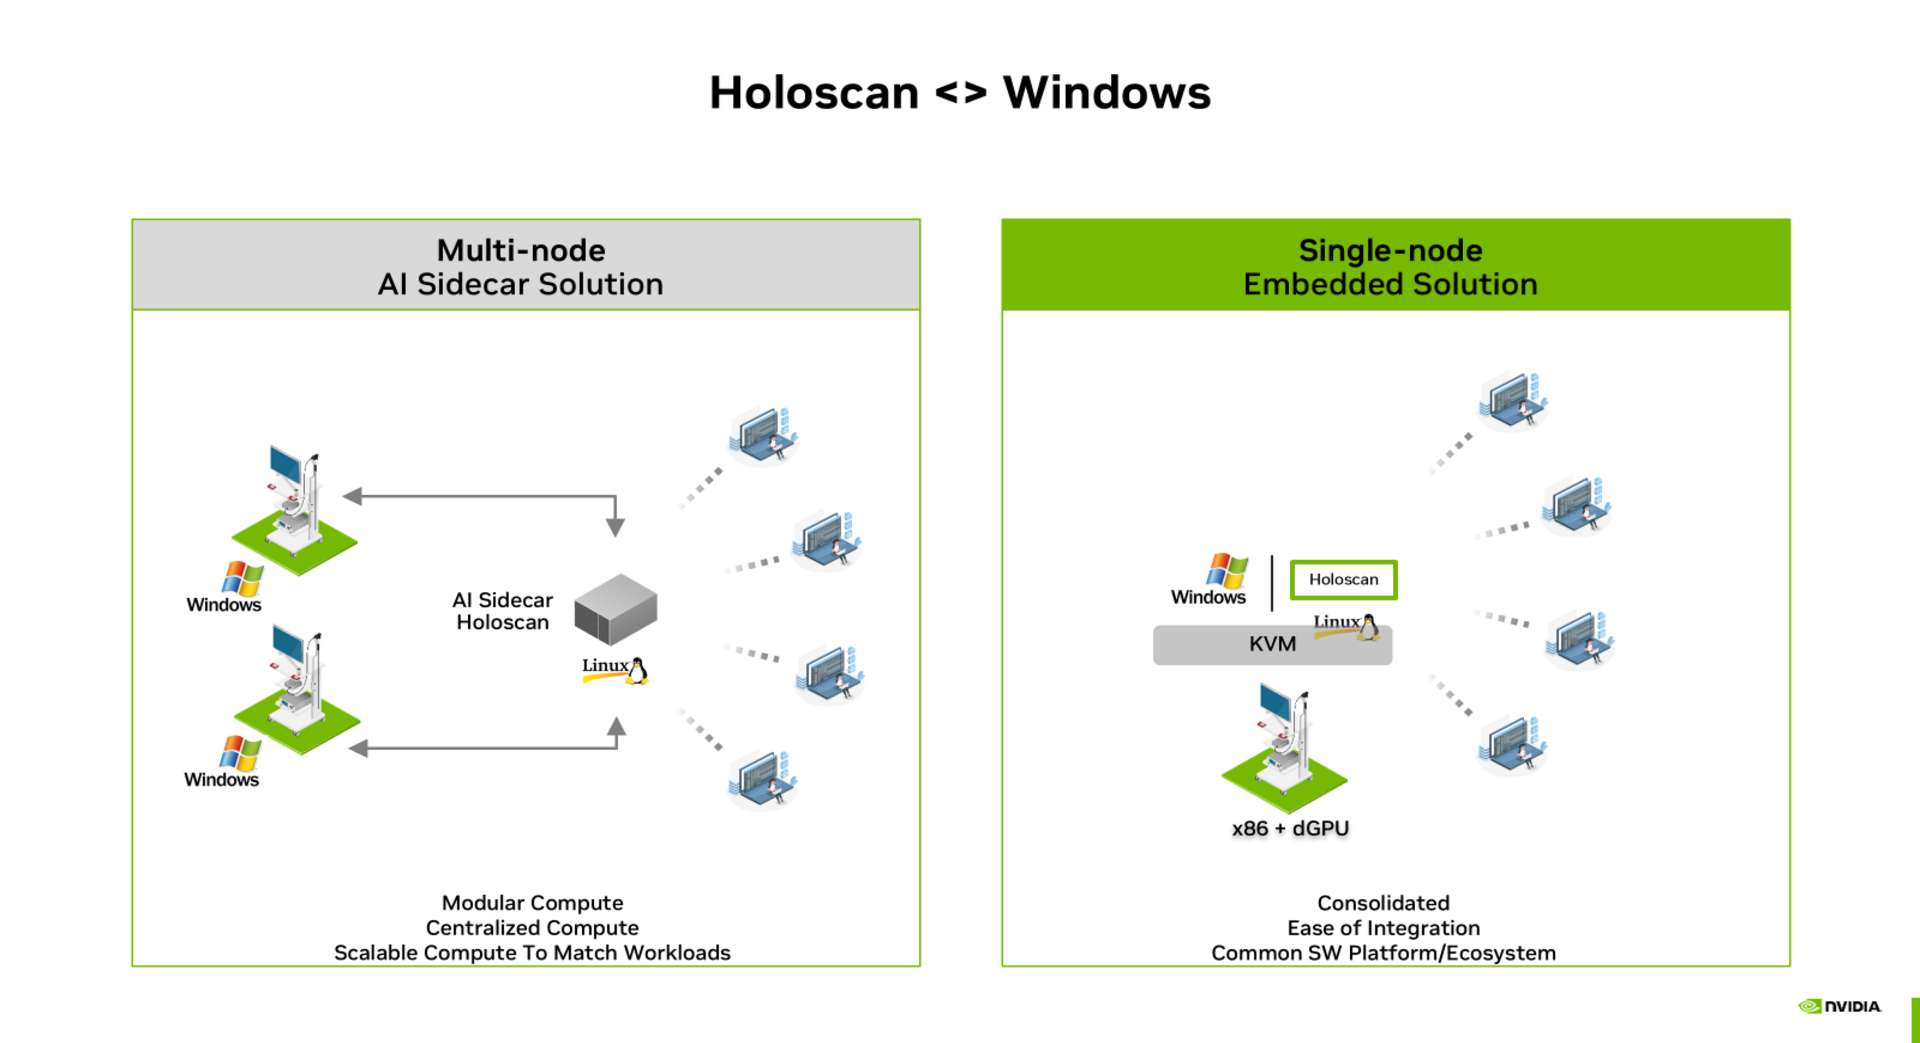 Holoscan <> Windows
Multi-node
AI Sidecar Solution
Windows
AI Sidecar
Holoscan
Linux
Windows
Modular Compute
Centralized Compute
Scalable Compute To Match Workloads
Single-node
Embedded Solution
Windows
Holoscan
Linux
KVM
x86 + dGPU
Consolidated
Ease of Integration
Common SW Platform/Ecosystem
NVIDIA